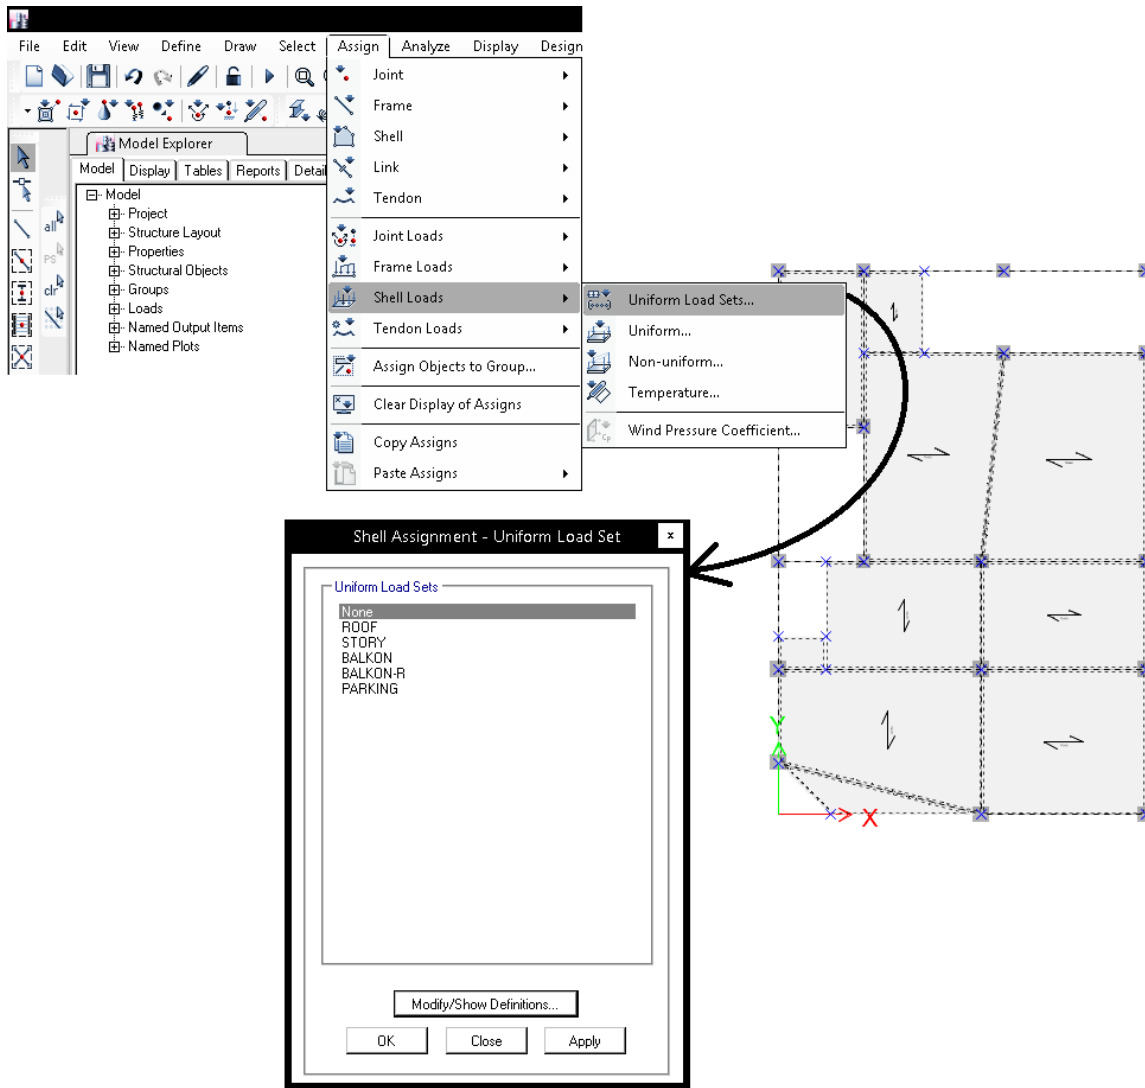 File Edit View Define Draw Select Assign Analyze Display Design
Joint
Frame
Shell
Link
Tendon
Joint Loads
Frame Loads
Shell Loads
Tendon Loads
Assign Objects to Group...
Clear Display of Assigns
Copy Assigns
Paste Assigns
Model Explorer
Model Display Tables Reports Detai
Model
Project
Structure Layout
Properties
Structural Objects
Groups
Loads
Named Output Items
Named Plots
all
PS
clr
Uniform Load Sets...
Uniform...
Non-uniform...
Temperature...
Wind Pressure Coefficient...
Shell Assignment - Uniform Load Set
x
Uniform Load Sets
None
ROOF
STORY
BALKON
BALKON-R
PARKING
Modify/Show Definitions...
OK Close Apply
Y
X